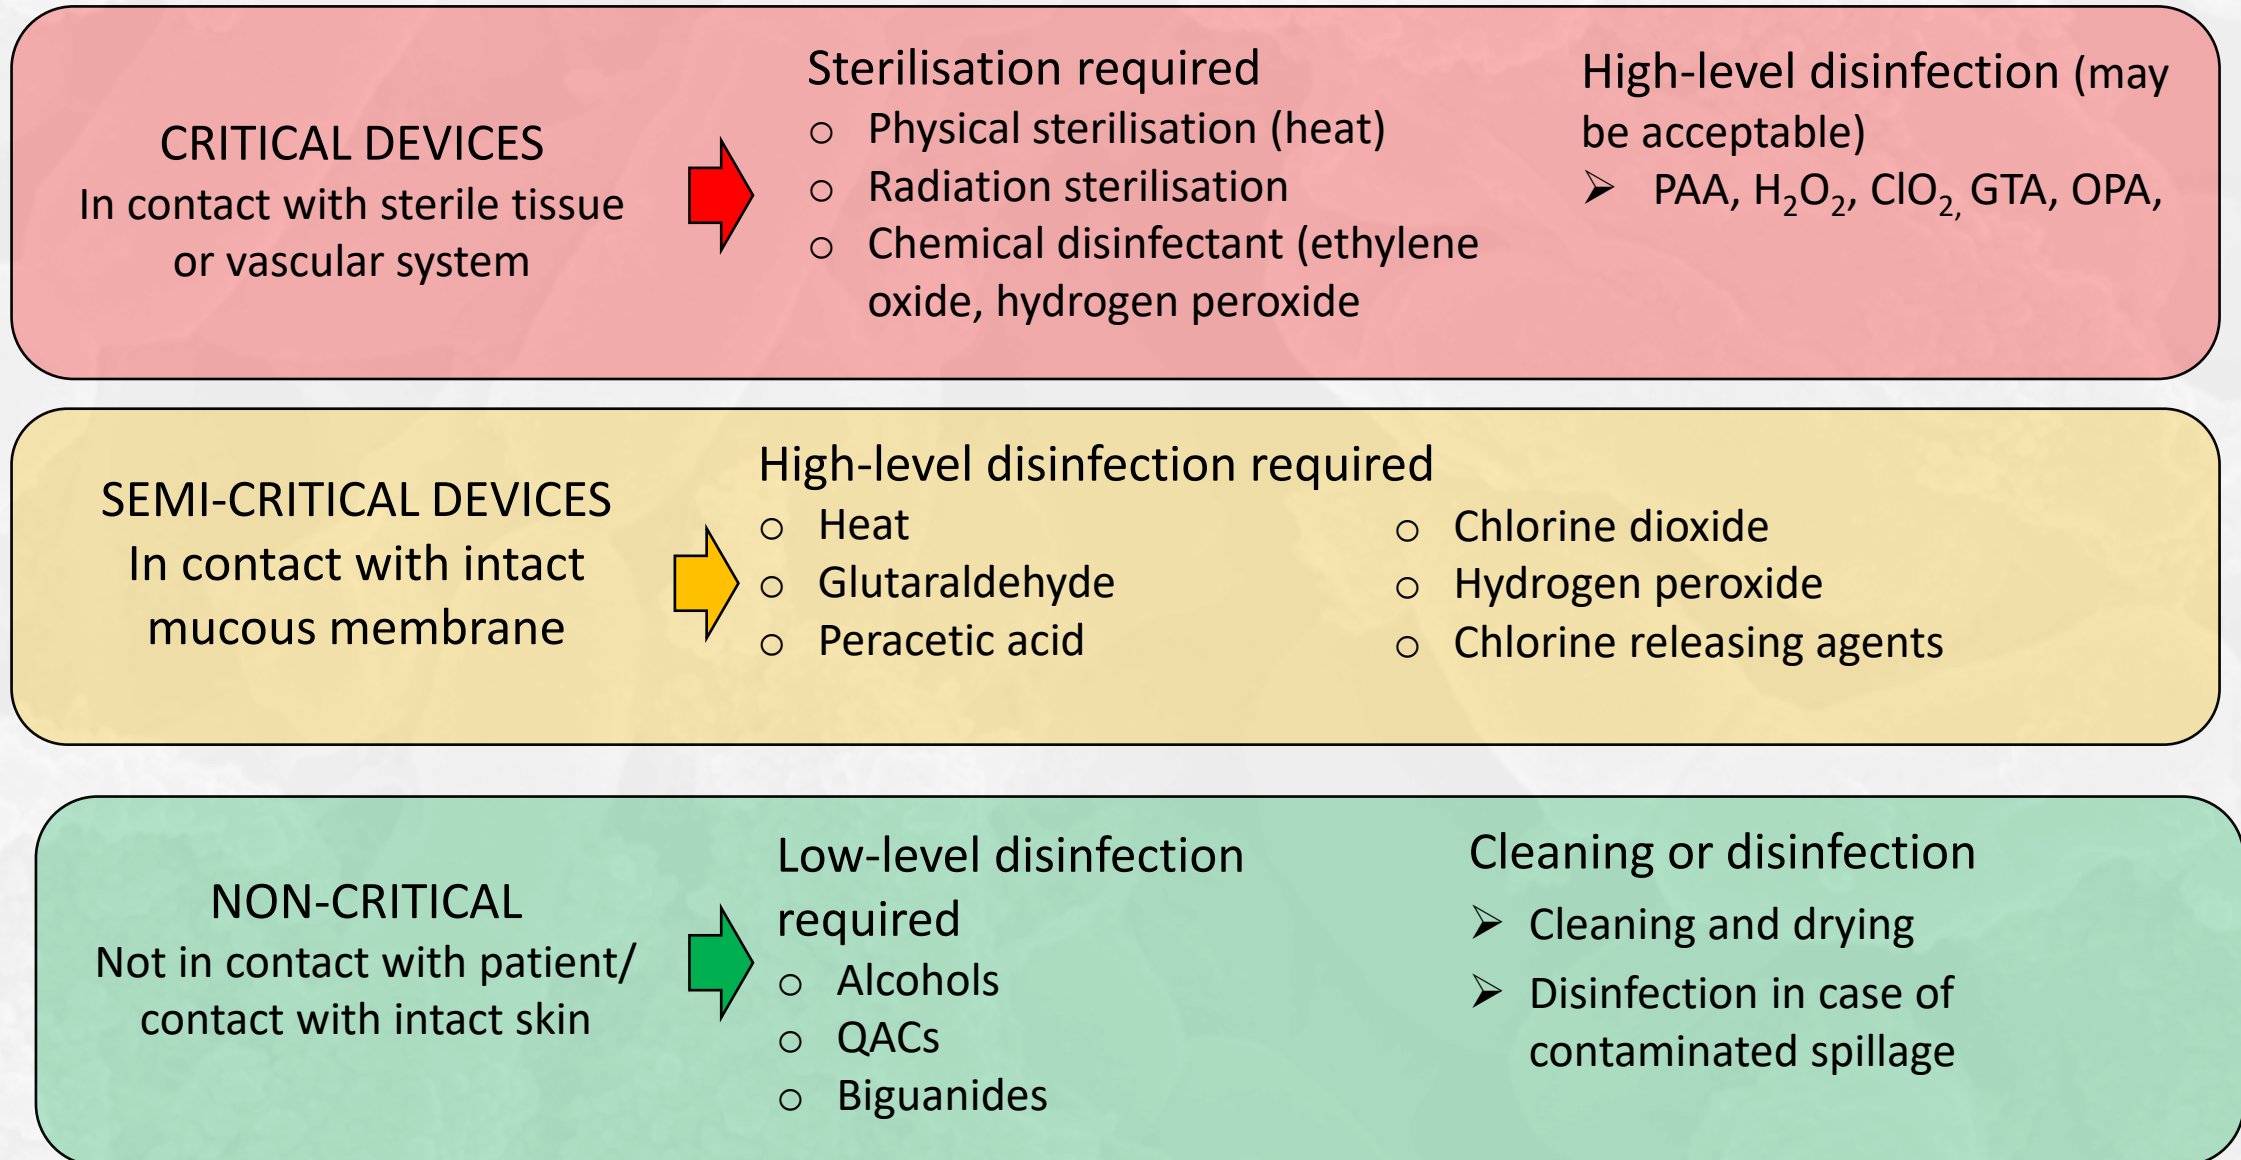 CRITICAL DEVICES
In contact with sterile tissue
or vascular system
Sterilisation required
o Physical sterilisation (heat)
o Radiation sterilisation
o Chemical disinfectant (ethylene
oxide, hydrogen peroxide
High-level disinfection (may
be acceptable)
➢ PAA, H₂O₂, ClO₂, GTA, OPA,
SEMI-CRITICAL DEVICES
In contact with intact
mucous membrane
High-level disinfection required
o Heat
o Glutaraldehyde
o Peracetic acid
o Chlorine dioxide
o Hydrogen peroxide
o Chlorine releasing agents
NON-CRITICAL
Not in contact with patient/
contact with intact skin
Low-level disinfection
required
o Alcohols
o QACs
o Biguanides
Cleaning or disinfection
➢ Cleaning and drying
➢ Disinfection in case of
contaminated spillage